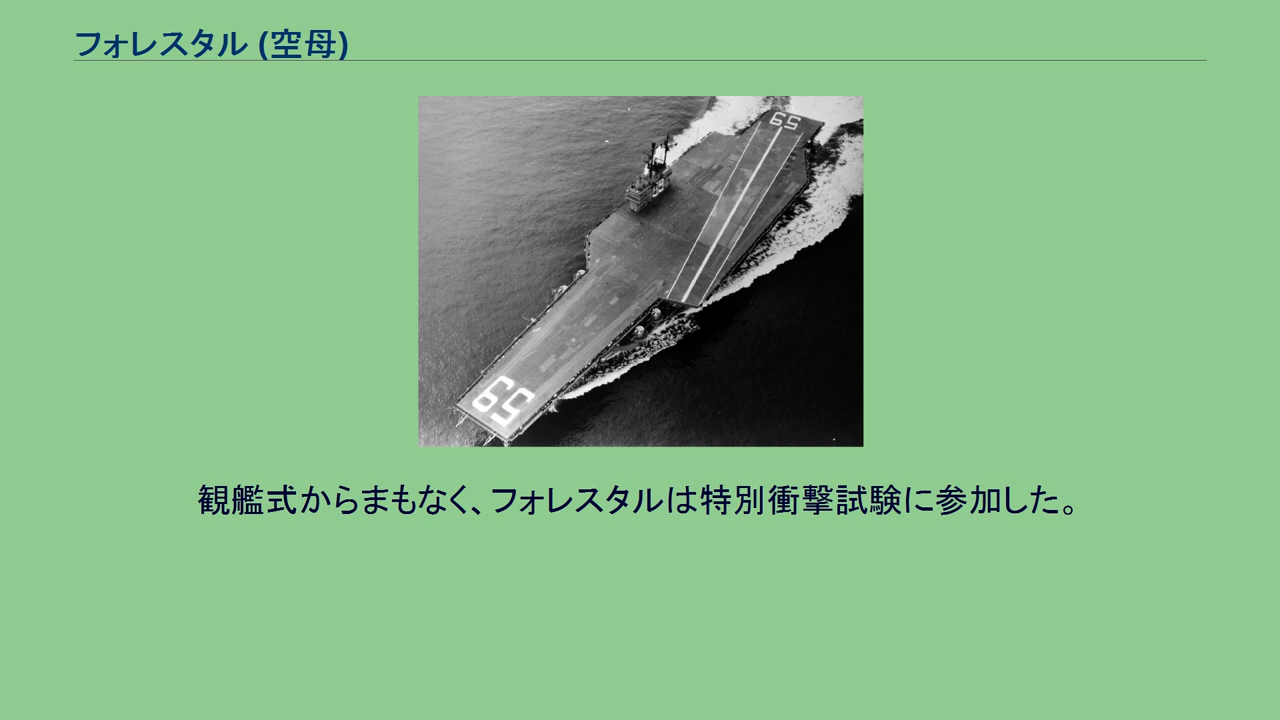 フォレスタル (空母)
59
59
観艦式からまもなく、フォレスタルは特別衝撃試験に参加した。